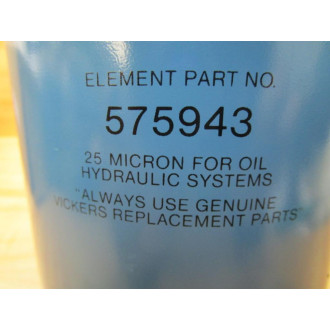 ELEMENT PART NO.
575943
25 MICRON FOR OIL
HYDRAULIC SYSTEMS
"ALWAYS USE GENUINE
VICKERS REPLACEMENT PARTS"